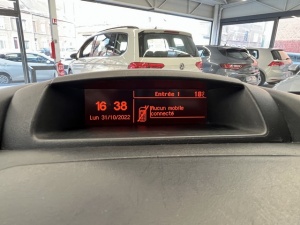 Entrée 1
18°
16 38
Lun 31/10/2022
Aucun mobile
connecté